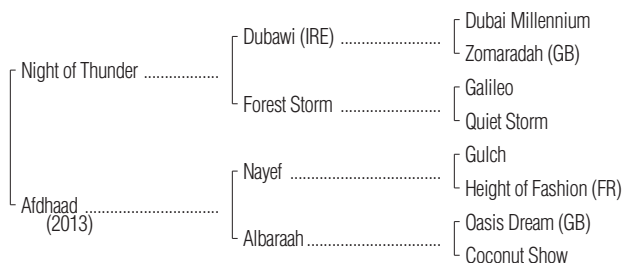 Dubai Millennium
Dubawi (IRE) ........................
Zomaradah (GB)
Night of Thunder ..................
Galileo
Forest Storm ........................
Quiet Storm
Gulch
Nayef ....................................
Height of Fashion (FR)
Afdhaad ................................
(2013)
Oasis Dream (GB)
Albaraah................................
Coconut Show